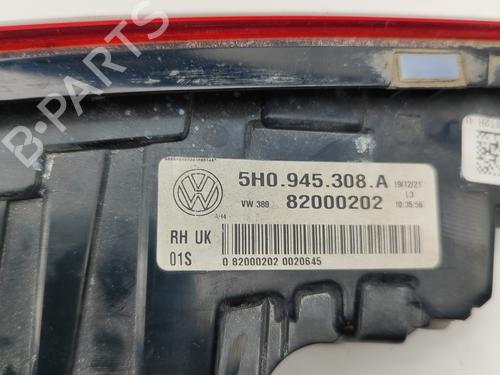 B-PARTS
5H0.945.308.A
19/12/21
L3
VW 380
82000202
10:35:56
AH4
RH UK
01S
0 82000202 0020645